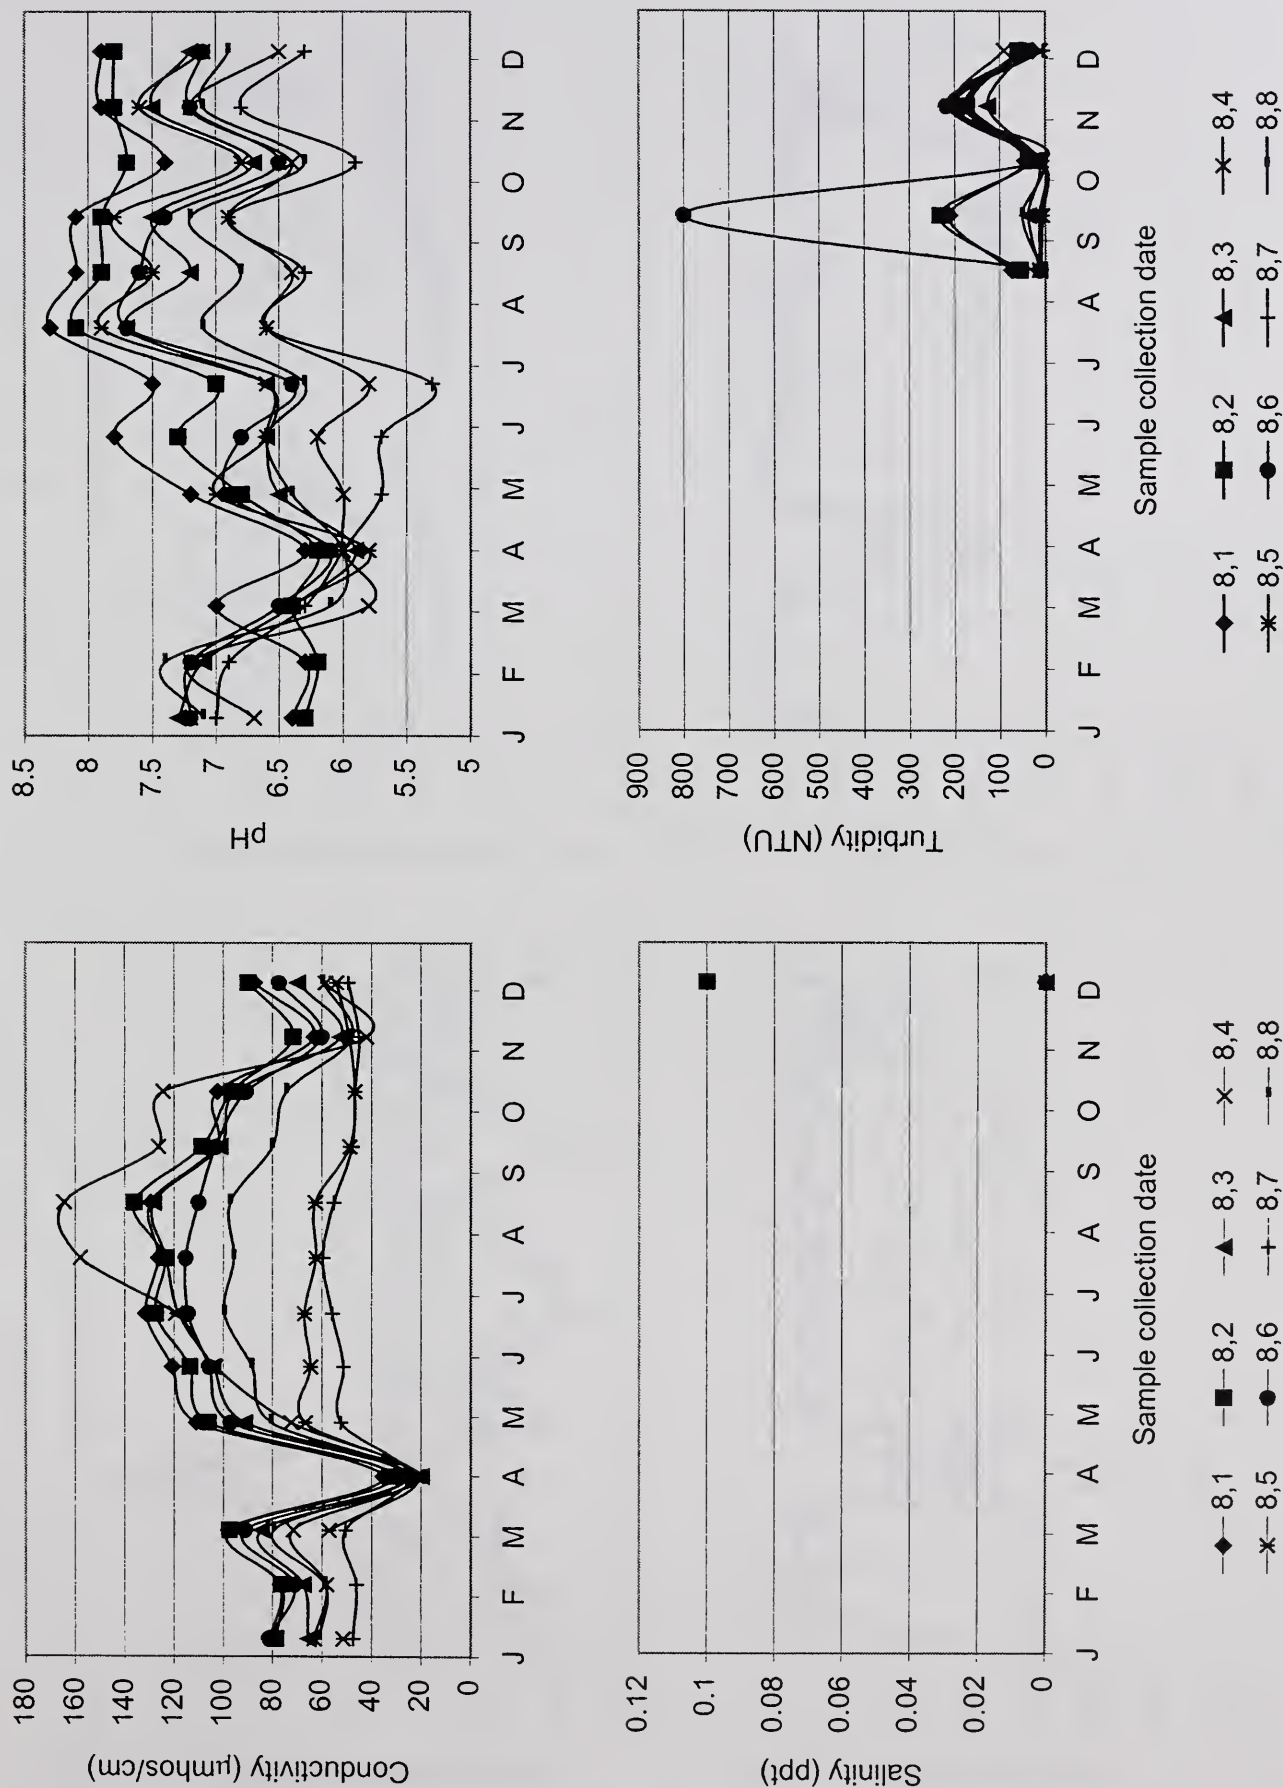 180
160
140
120
100
80
60
40
20
0
Conductivity (µmhos/cm)
J F M A M J J A S O N D
8.5
8
7.5
7
6.5
6
5.5
5
pH
J F M A M J J A S O N D
0.12
0.1
0.08
0.06
0.04
0.02
0
Salinity (ppt)
J F M A M J J A S O N D
Sample collection date
8,1 8,2 8,3 8,4
8,5 8,6 8,7 8,8
900
800
700
600
500
400
300
200
100
0
Turbidity (NTU)
J F M A M J J A S O N D
Sample collection date
8,1 8,2 8,3 8,4
8,5 8,6 8,7 8,8